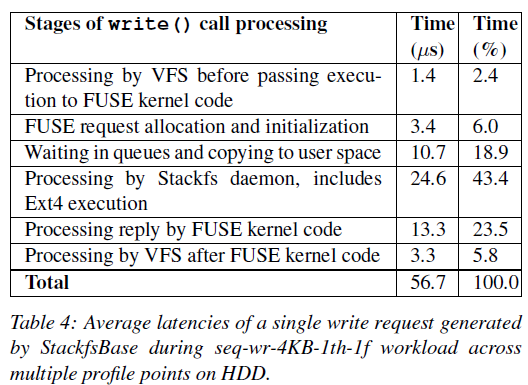 Stages of write() call processing Time Time
(μs) (%)
Processing by VFS before passing execu- 1.4 2.4
tion to FUSE kernel code
FUSE request allocation and initialization 3.4 6.0
Waiting in queues and copying to user space 10.7 18.9
Processing by Stackfs daemon, includes 24.6 43.4
Ext4 execution
Processing reply by FUSE kernel code 13.3 23.5
Processing by VFS after FUSE kernel code 3.3 5.8
Total 56.7 100.0
Table 4: Average latencies of a single write request generated
by StackfsBase during seq-wr-4KB-1th-1f workload across
multiple profile points on HDD.